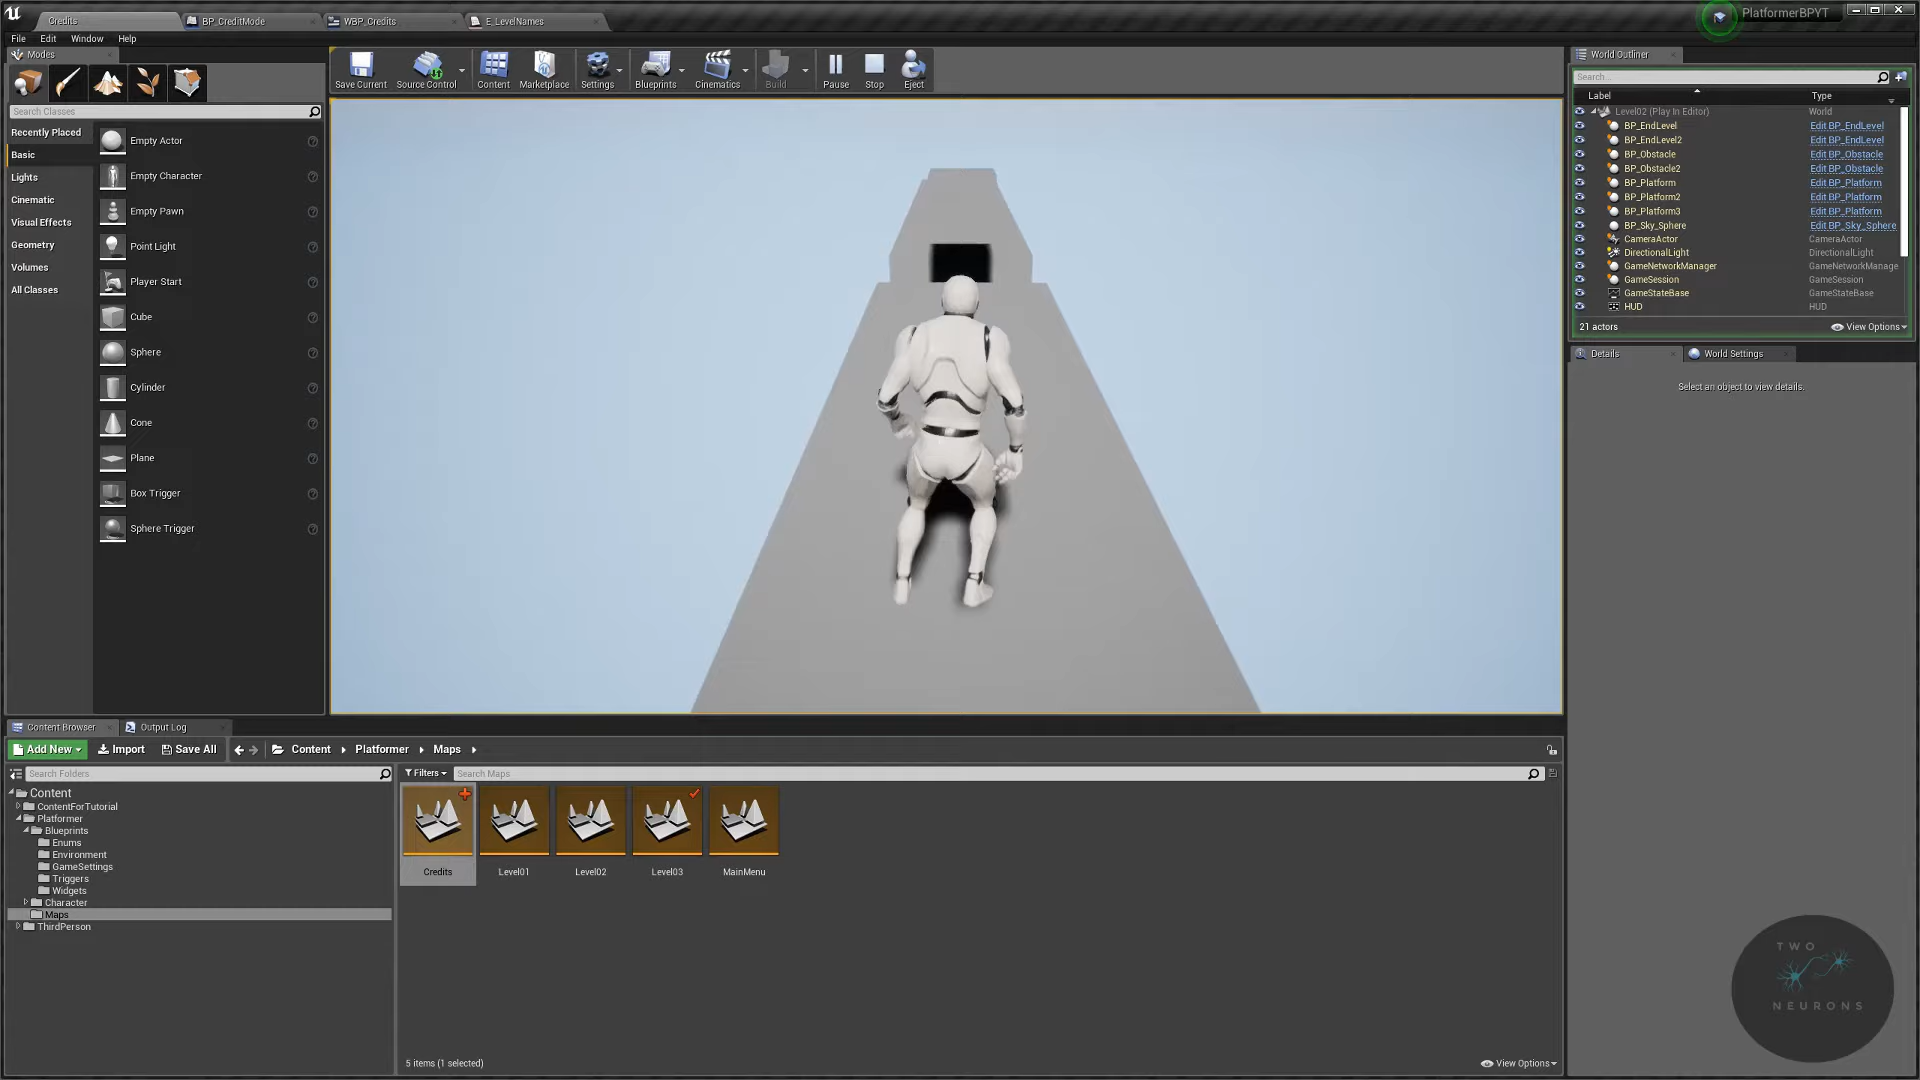 Credits
BP_CreditMode
WBP_Credits
E_LevelNames
PlatformerBPYT
File
Edit
Window
Help
Modes
Search Classes
Recently Placed
Basic
Lights
Cinematic
Visual Effects
Geometry
Volumes
All Classes
Empty Actor
Empty Character
Empty Pawn
Point Light
Player Start
Cube
Sphere
Cylinder
Cone
Plane
Box Trigger
Sphere Trigger
Save Current
Source Control
Content
Marketplace
Settings
Blueprints
Cinematics
Build
Pause
Stop
Eject
World Outliner
Search...
Label Type
Level02 (Play In Editor) World
BP_EndLevel Edit BP_EndLevel
BP_EndLevel2 Edit BP_EndLevel
BP_Obstacle Edit BP_Obstacle
BP_Obstacle2 Edit BP_Obstacle
BP_Platform Edit BP_Platform
BP_Platform2 Edit BP_Platform
BP_Platform3 Edit BP_Platform
BP_Sky_Sphere Edit BP_Sky_Sphere
CameraActor CameraActor
DirectionalLight DirectionalLight
GameNetworkManager GameNetworkManage
GameSession GameSession
GameStateBase GameStateBase
HUD HUD
21 actors
View Options
Details
World Settings
Select an object to view details.
Content Browser
Output Log
Add New
Import
Save All
Content
Platformer
Maps
Search Folders
Filters
Search Maps
Content
ContentForTutorial
Platformer
Blueprints
Enums
Environment
GameSettings
Triggers
Widgets
Character
Maps
ThirdPerson
Credits
Level01
Level02
Level03
MainMenu
5 items (1 selected)
View Options
TWO
NEURONS